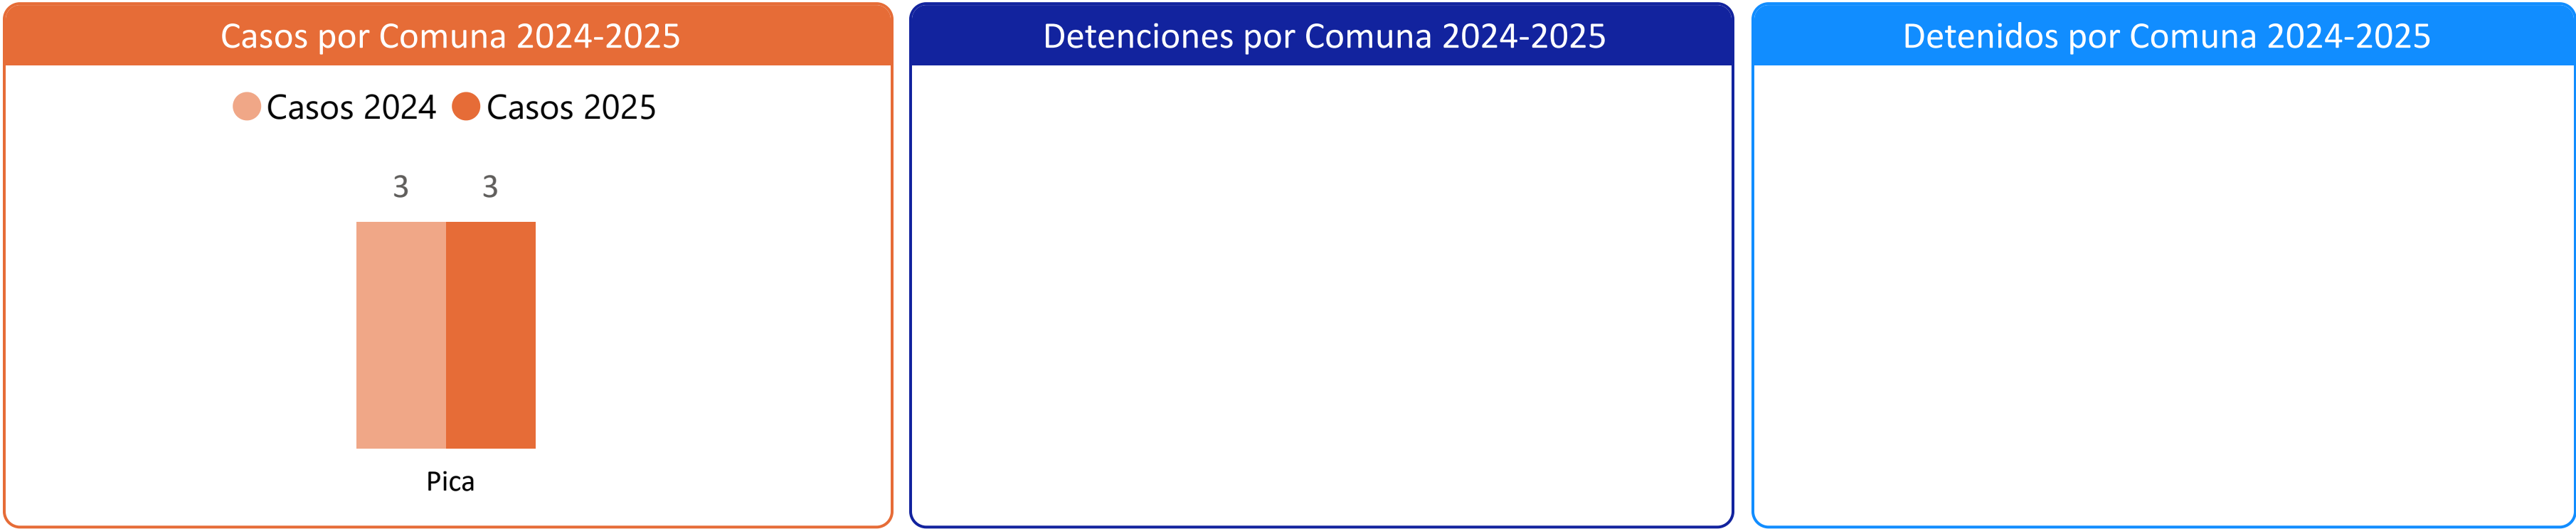 Casos por Comuna 2024-2025
Casos 2024 Casos 2025
3 3
Pica
Detenciones por Comuna 2024-2025
Detenidos por Comuna 2024-2025